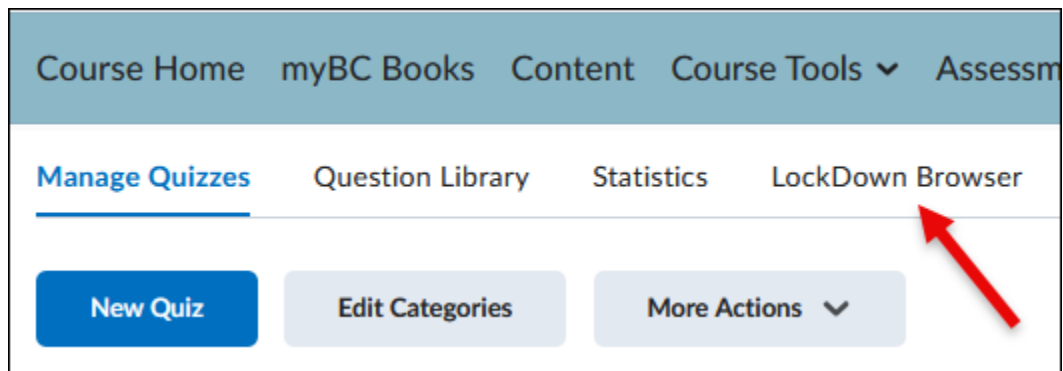 Course Home myBC Books Content Course Tools Assessm
Manage Quizzes Question Library Statistics LockDown Browser
New Quiz Edit Categories More Actions